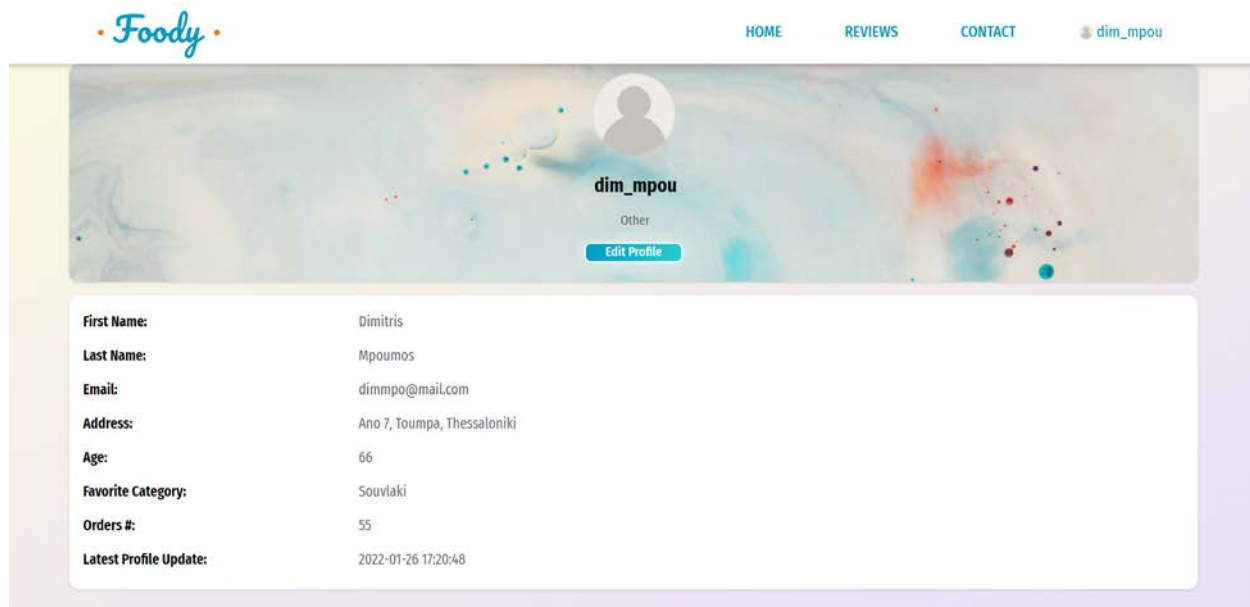 Foody
HOME REVIEWS CONTACT dim_mpou
dim_mpou
Other
Edit Profile
First Name: Dimitris
Last Name: Mpoumos
Email: dimmpo@mail.com
Address: Ano 7, Toumpa, Thessaloniki
Age: 66
Favorite Category: Souvlaki
Orders #: 55
Latest Profile Update: 2022-01-26 17:20:48